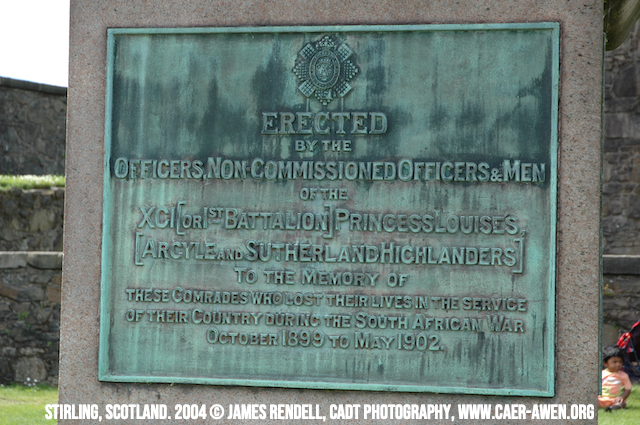 ERECTED
BY THE
OFFICERS, NON-COMMISSIONED OFFICERS & MEN
OF THE
XCI [OR 1ST BATTALION] PRINCESS LOUISES,
[ARGYLE AND SUTHERLAND HIGHLANDERS]
TO THE MEMORY OF
THESE COMRADES WHO LOST THEIR LIVES IN THE SERVICE
OF THEIR COUNTRY DURING THE SOUTH AFRICAN WAR
OCTOBER 1899 TO MAY 1902.
STIRLING, SCOTLAND. 2004 © JAMES RENDELL, CADT PHOTOGRAPHY, WWW.CAER-AWEN.ORG